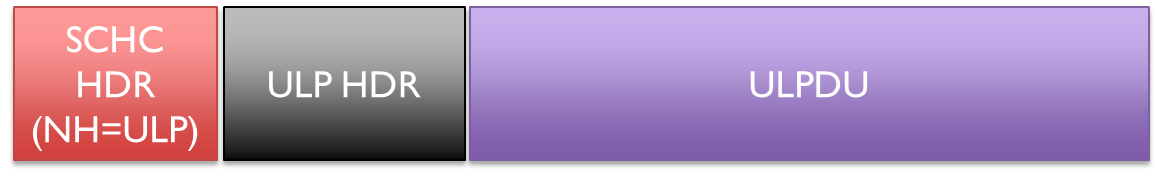 SCHC
HDR
(NH=ULP)
ULP HDR
ULPDU